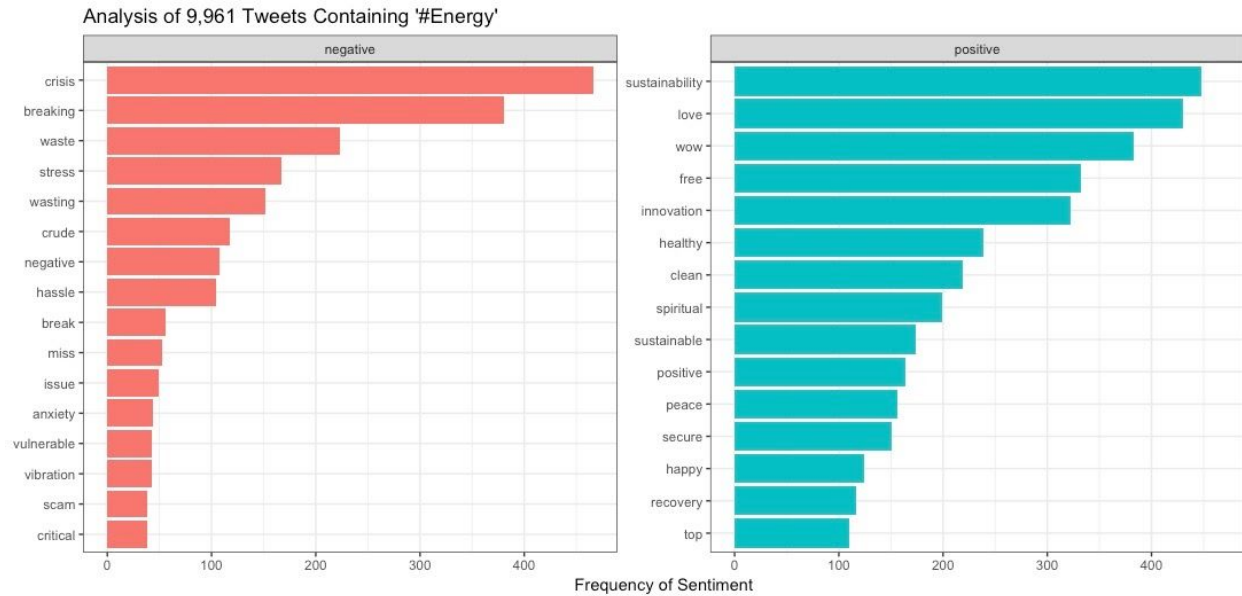 Analysis of 9,961 Tweets Containing '#Energy'
negative
crisis
breaking
waste
stress
wasting
crude
negative
hassle
break
miss
issue
anxiety
vulnerable
vibration
scam
critical
0 100 200 300 400
positive
sustainability
love
wow
free
innovation
healthy
clean
spiritual
sustainable
positive
peace
secure
happy
recovery
top
0 100 200 300 400
Frequency of Sentiment